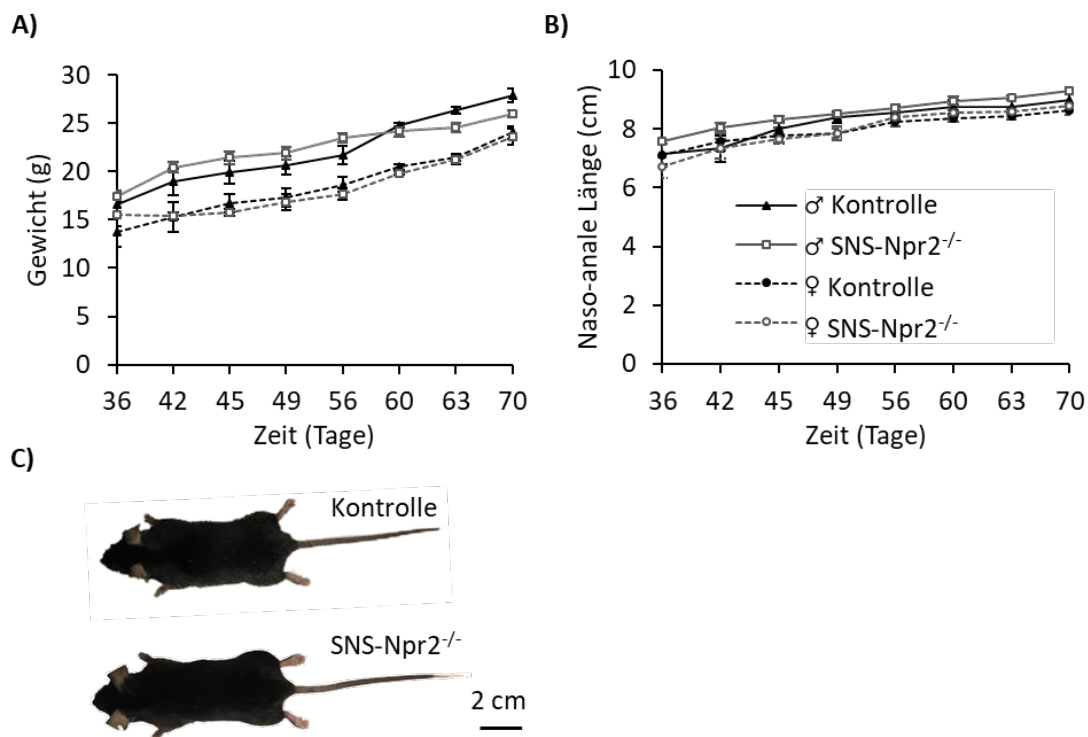 A)
Gewicht (g)
30
25
20
15
10
5
0
36 42 45 49 56 60 63 70
Zeit (Tage)
B)
Naso-anale Länge (cm)
10
8
6
4
2
0
♂ Kontrolle
♂ SNS-Npr2-/-
♀ Kontrolle
♀ SNS-Npr2-/-
36 42 45 49 56 60 63 70
Zeit (Tage)
C)
Kontrolle
SNS-Npr2-/-
2 cm